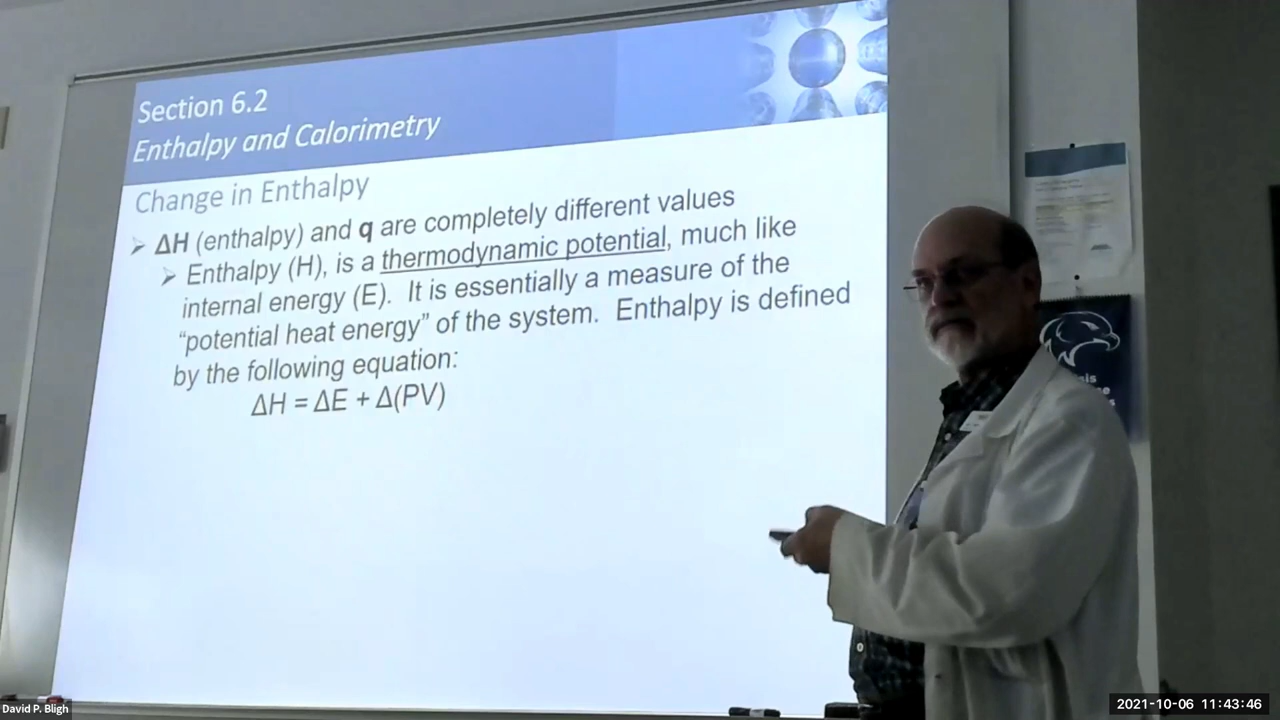 Section 6.2
Enthalpy and Calorimetry
Change in Enthalpy
➢ ΔH (enthalpy) and q are completely different values
➢ Enthalpy (H), is a thermodynamic potential, much like
internal energy (E). It is essentially a measure of the
“potential heat energy” of the system. Enthalpy is defined
by the following equation:
ΔH = ΔE + Δ(PV)
David P. Bligh
2021-10-06 11:43:46